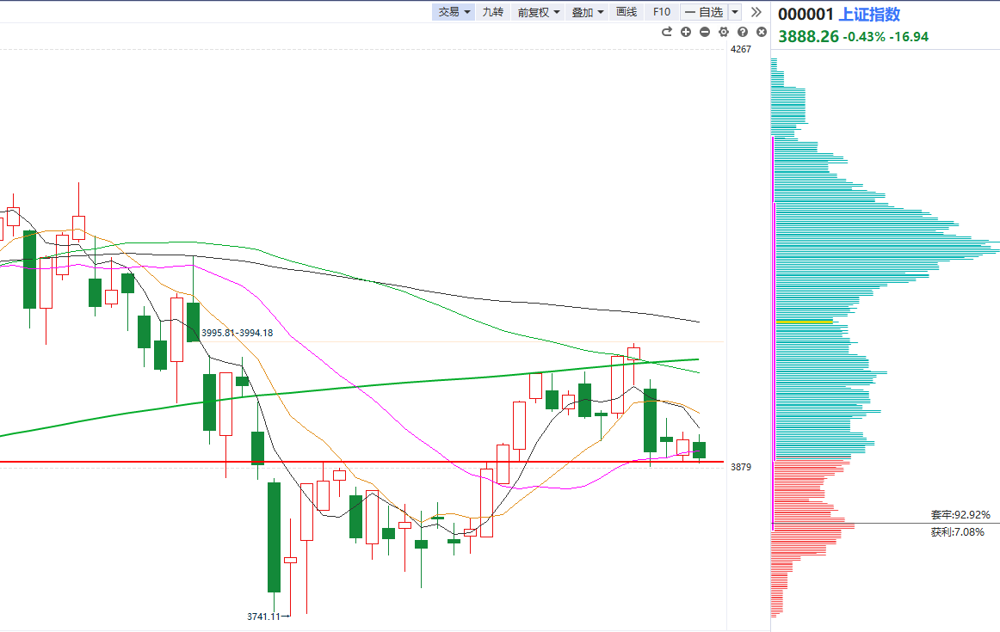 交易 九转 前复权 叠加 画线 F10 一 自选
000001 上证指数
3888.26 -0.43% -16.94
4267
3995.81-3994.18
3879
套牢:92.92%
获利:7.08%
3741.11→